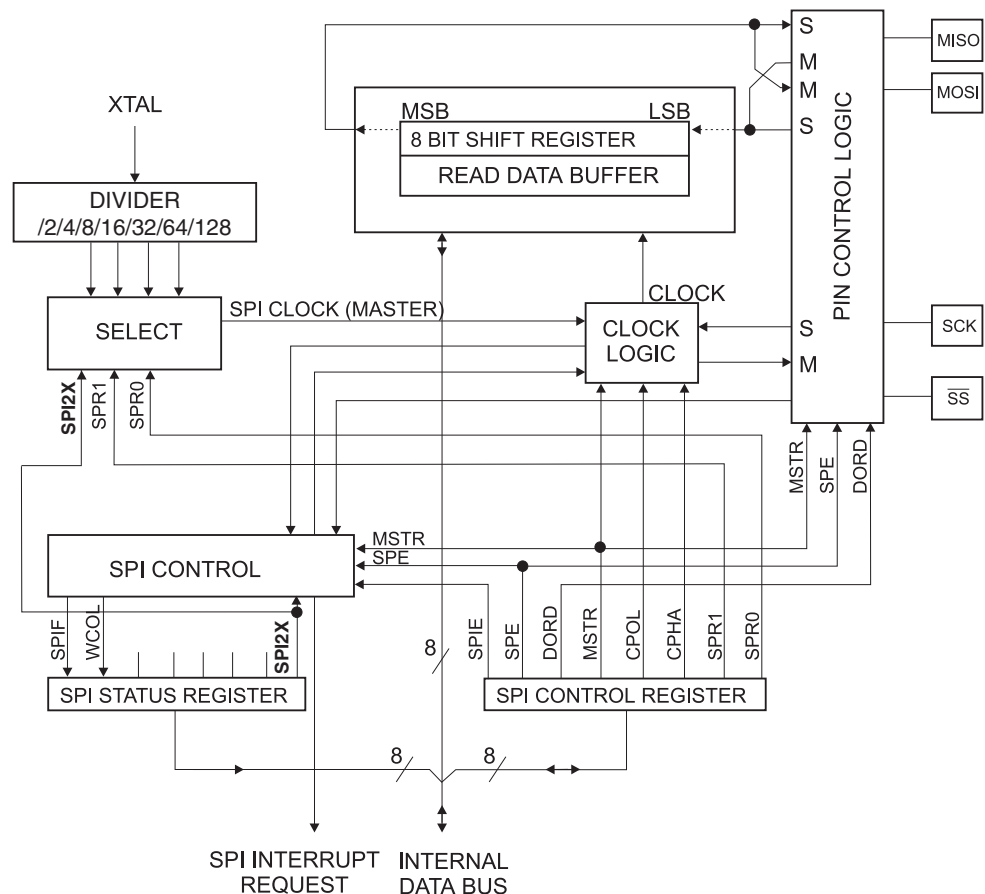 S
MISO
M
M
MOSI
XTAL
MSB
LSB
S
8 BIT SHIFT REGISTER
READ DATA BUFFER
PIN CONTROL LOGIC
DIVIDER
/2/4/8/16/32/64/128
SPI CLOCK (MASTER)
CLOCK
SELECT
CLOCK
LOGIC
S
SCK
M
SPI2X
SPR1
SPR0
SS
MSTR
SPE
DORD
MSTR
SPE
SPI CONTROL
SPIF
WCOL
SPI2X
8
SPIE
SPE
DORD
MSTR
CPOL
CPHA
SPR1
SPR0
SPI STATUS REGISTER
SPI CONTROL REGISTER
8
8
SPI INTERRUPT
REQUEST
INTERNAL
DATA BUS